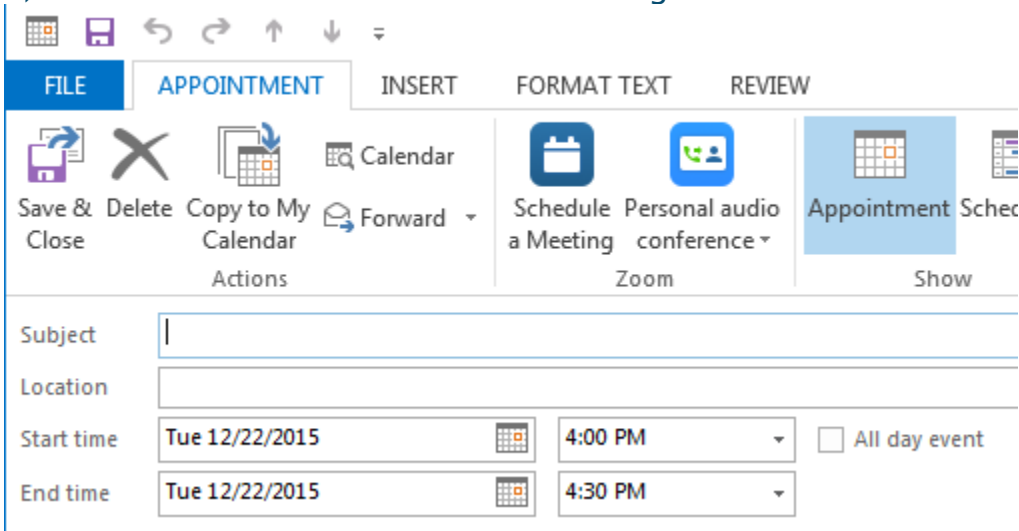 FILE APPOINTMENT INSERT FORMAT TEXT REVIEW
Calendar
Save & Delete Copy to My Forward Schedule Personal audio Appointment Sched
Close Calendar a Meeting conference
Actions Zoom Show
Subject
Location
Start time Tue 12/22/2015 4:00 PM All day event
End time Tue 12/22/2015 4:30 PM